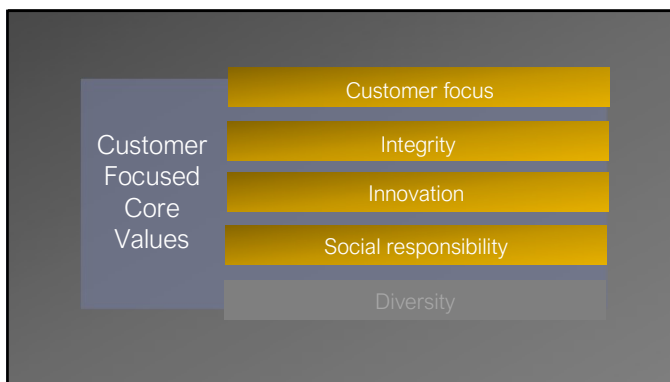 Customer
Focused
Core
Values
Customer focus
Integrity
Innovation
Social responsibility
Diversity